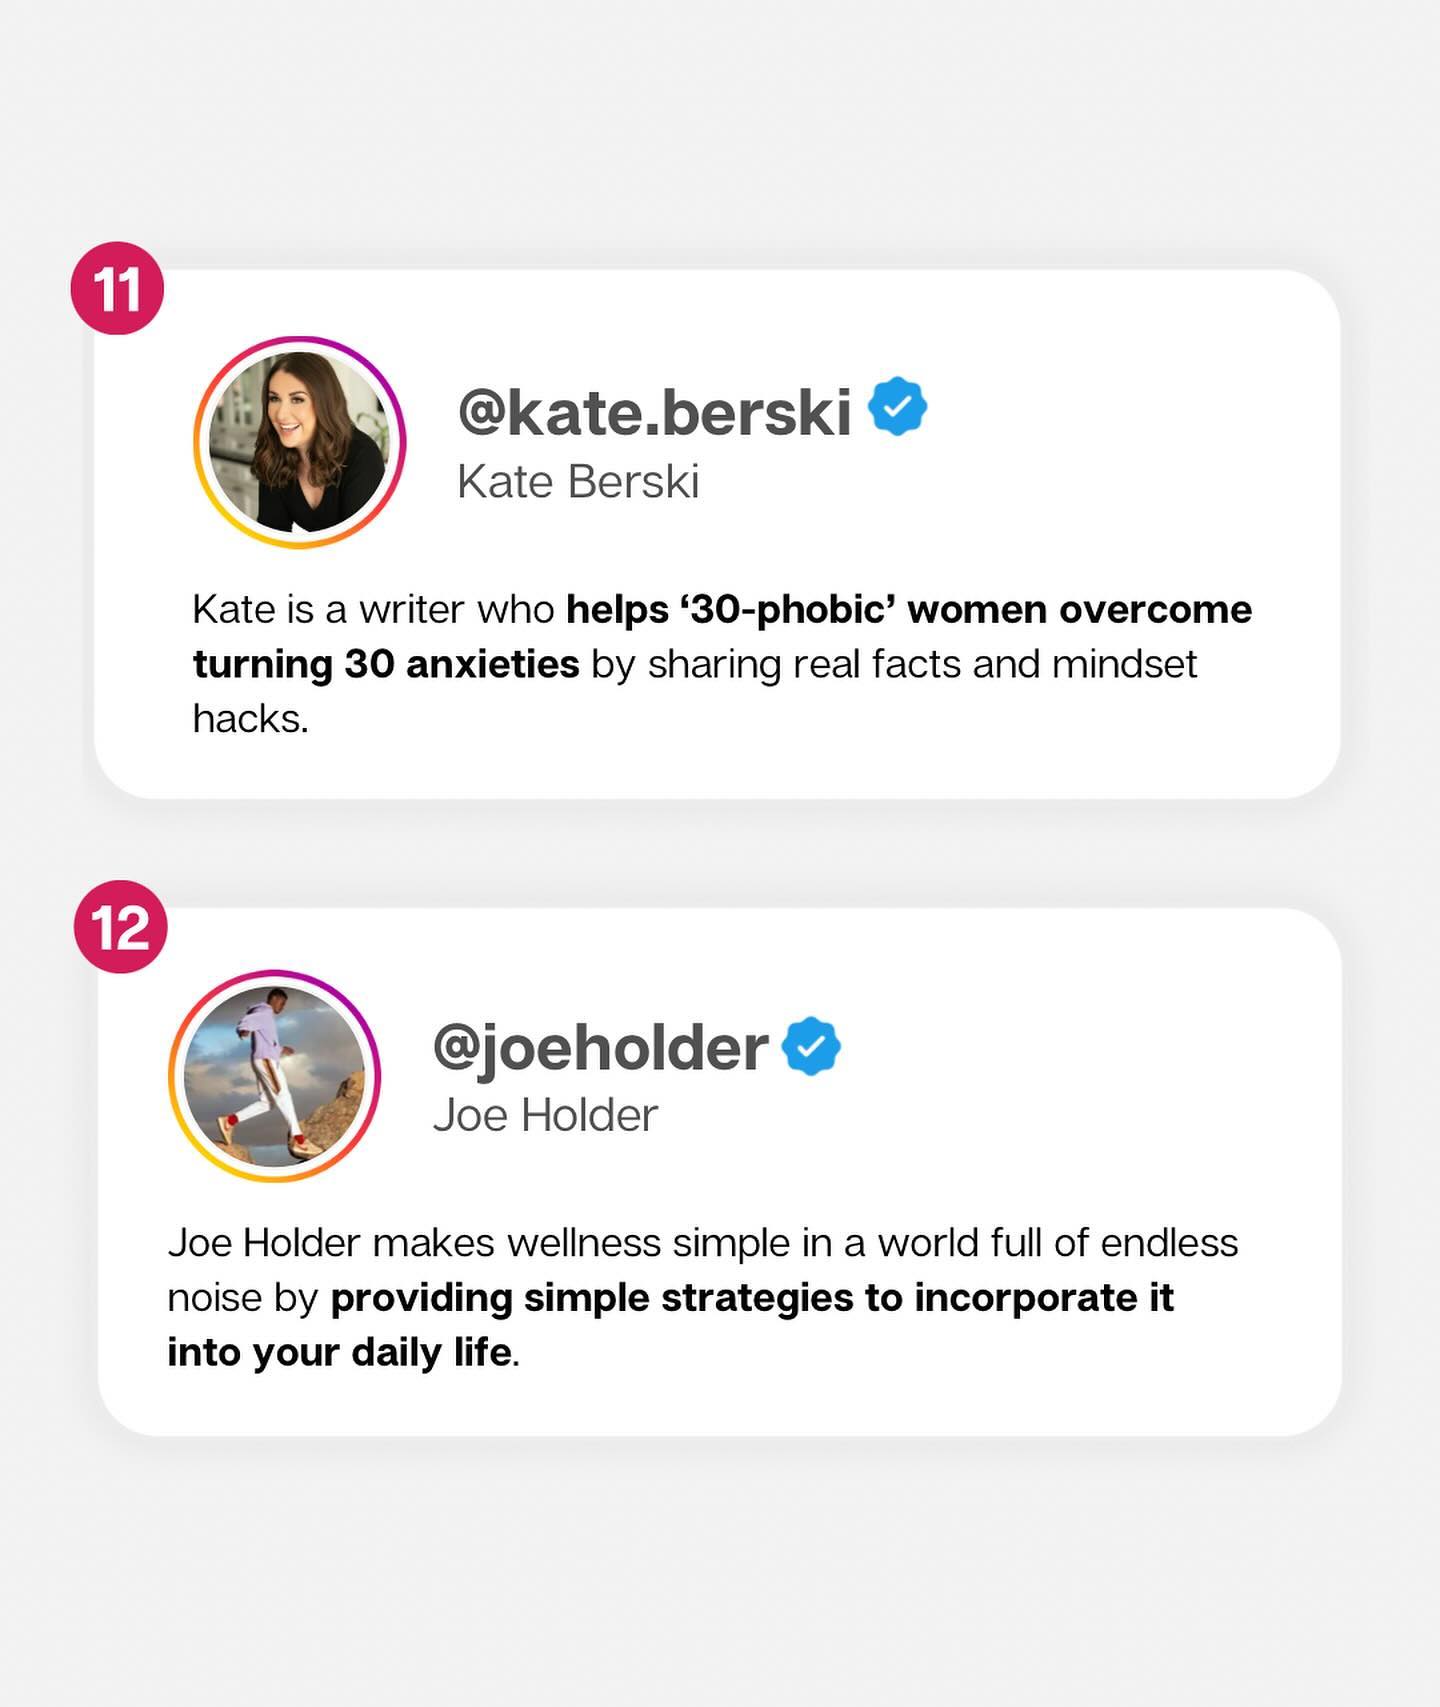 11
@kate.berski
Kate Berski
Kate is a writer who helps ‘30-phobic’ women overcome
turning 30 anxieties by sharing real facts and mindset
hacks.
12
@joeholder
Joe Holder
Joe Holder makes wellness simple in a world full of endless
noise by providing simple strategies to incorporate it
into your daily life.